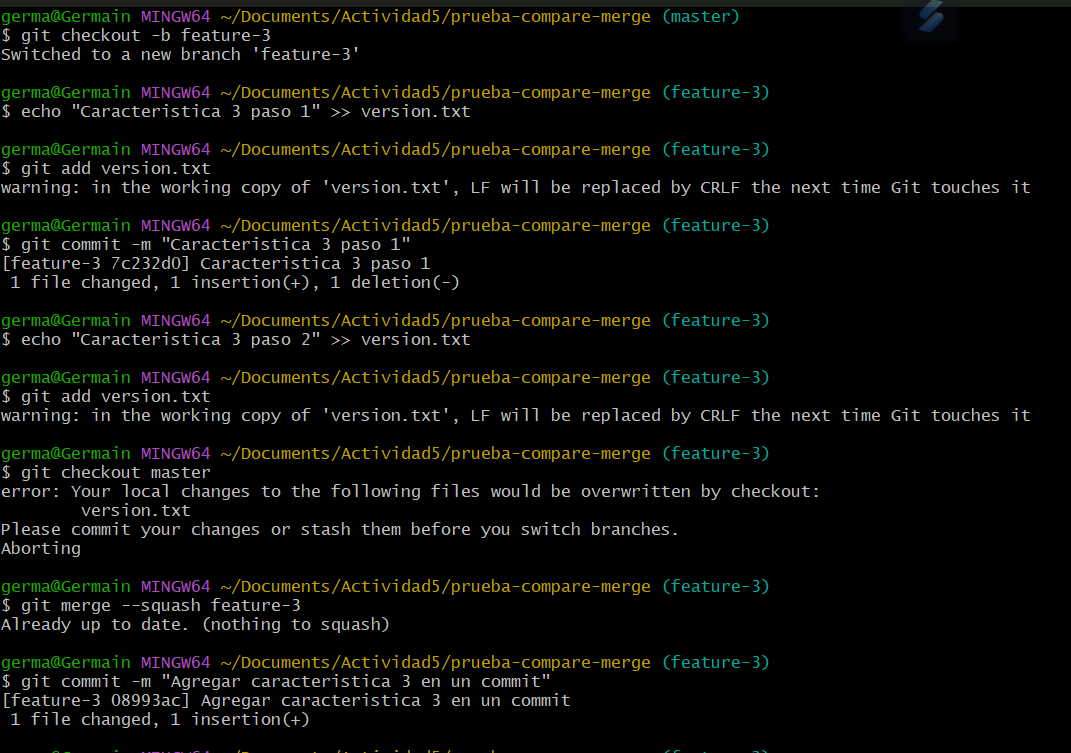 germa@Germain MINGW64 ~/Documents/Actividad5/prueba-compare-merge (master)
$ git checkout -b feature-3
Switched to a new branch 'feature-3'
germa@Germain MINGW64 ~/Documents/Actividad5/prueba-compare-merge (feature-3)
$ echo "Caracteristica 3 paso 1" >> version.txt
germa@Germain MINGW64 ~/Documents/Actividad5/prueba-compare-merge (feature-3)
$ git add version.txt
warning: in the working copy of 'version.txt', LF will be replaced by CRLF the next time Git touches it
germa@Germain MINGW64 ~/Documents/Actividad5/prueba-compare-merge (feature-3)
$ git commit -m "Caracteristica 3 paso 1"
[feature-3 7c232d0] Caracteristica 3 paso 1
 1 file changed, 1 insertion(+), 1 deletion(-)
germa@Germain MINGW64 ~/Documents/Actividad5/prueba-compare-merge (feature-3)
$ echo "Caracteristica 3 paso 2" >> version.txt
germa@Germain MINGW64 ~/Documents/Actividad5/prueba-compare-merge (feature-3)
$ git add version.txt
warning: in the working copy of 'version.txt', LF will be replaced by CRLF the next time Git touches it
germa@Germain MINGW64 ~/Documents/Actividad5/prueba-compare-merge (feature-3)
$ git checkout master
error: Your local changes to the following files would be overwritten by checkout:
        version.txt
Please commit your changes or stash them before you switch branches.
Aborting
germa@Germain MINGW64 ~/Documents/Actividad5/prueba-compare-merge (feature-3)
$ git merge --squash feature-3
Already up to date. (nothing to squash)
germa@Germain MINGW64 ~/Documents/Actividad5/prueba-compare-merge (feature-3)
$ git commit -m "Agregar caracteristica 3 en un commit"
[feature-3 08993ac] Agregar caracteristica 3 en un commit
 1 file changed, 1 insertion(+)